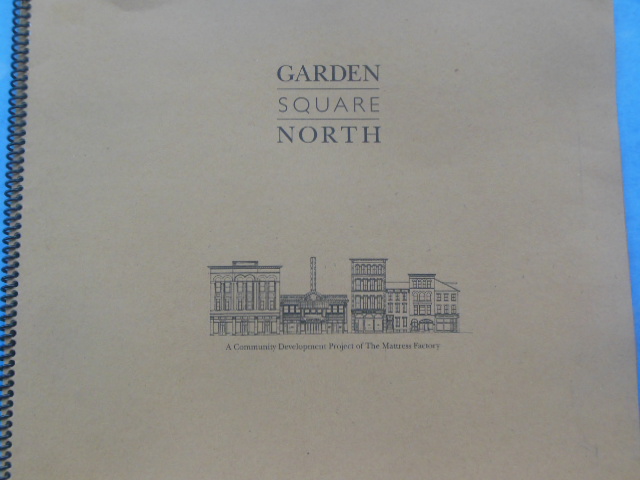 GARDEN
SQUARE
NORTH
A Community Development Project of The Mattress Factory